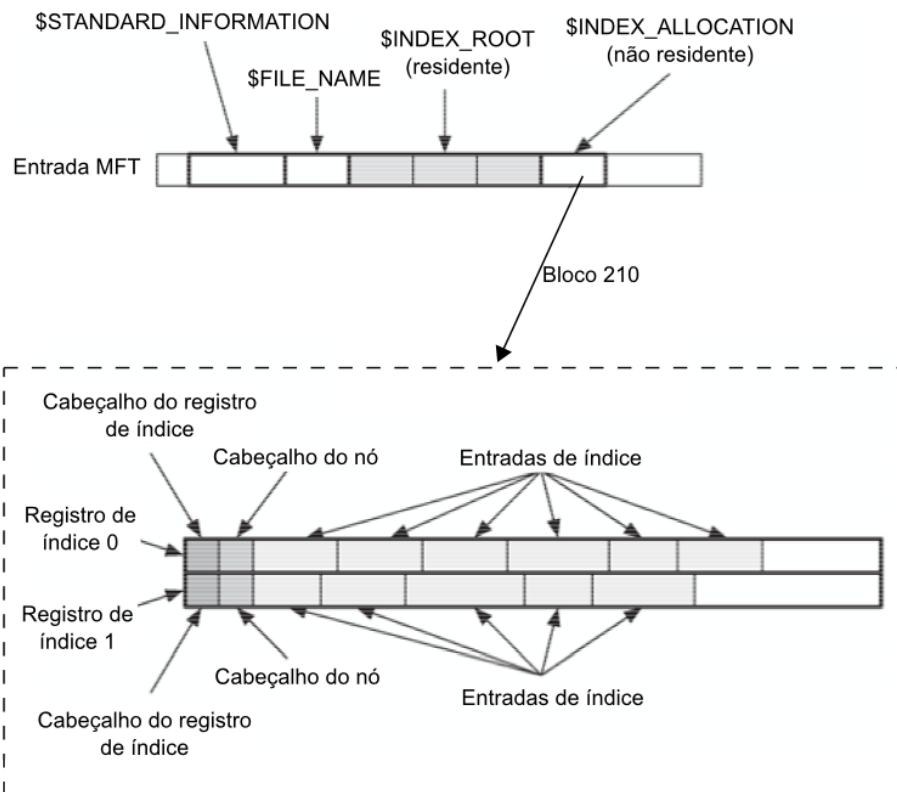 $STANDARD_INFORMATION
$FILE_NAME
$INDEX_ROOT
(residente)
$INDEX_ALLOCATION
(não residente)
Entrada MFT
Bloco 210
Cabeçalho do registro
de índice
Cabeçalho do nó
Entradas de índice
Registro de
índice 0
Registro de
índice 1
Cabeçalho do nó
Entradas de índice
Cabeçalho do registro
de índice